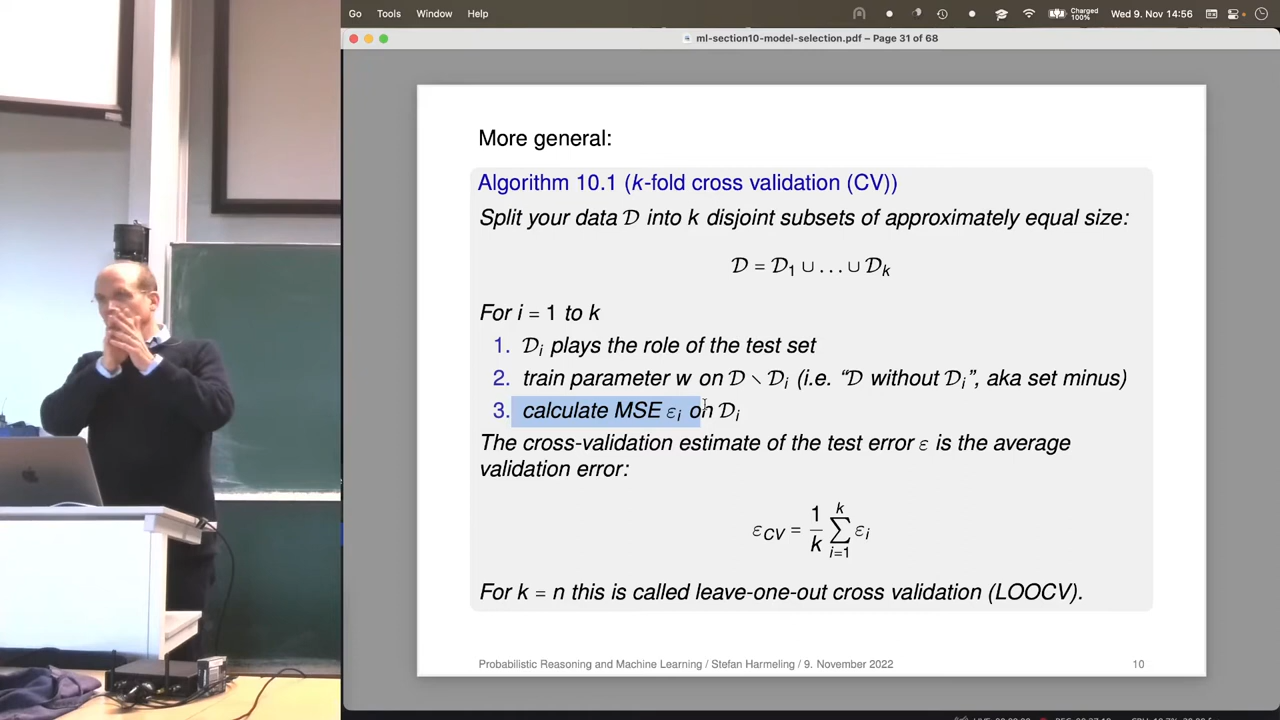 Go Tools Window Help
Charged 100% Wed 9. Nov 14:56
ml-section10-model-selection.pdf – Page 31 of 68
More general:
Algorithm 10.1 (k-fold cross validation (CV))
Split your data 𝒟 into k disjoint subsets of approximately equal size:
𝒟 = 𝒟₁ ∪ … ∪ 𝒟ₖ
For i = 1 to k
1. 𝒟ᵢ plays the role of the test set
2. train parameter w on 𝒟 ∖ 𝒟ᵢ (i.e. “𝒟 without 𝒟ᵢ”, aka set minus)
3. calculate MSE εᵢ on 𝒟ᵢ
The cross-validation estimate of the test error ε is the average
validation error:
ε_CV = 1/k ∑_{i=1}^{k} εᵢ
For k = n this is called leave-one-out cross validation (LOOCV).
Probabilistic Reasoning and Machine Learning / Stefan Harmeling / 9. November 2022 10